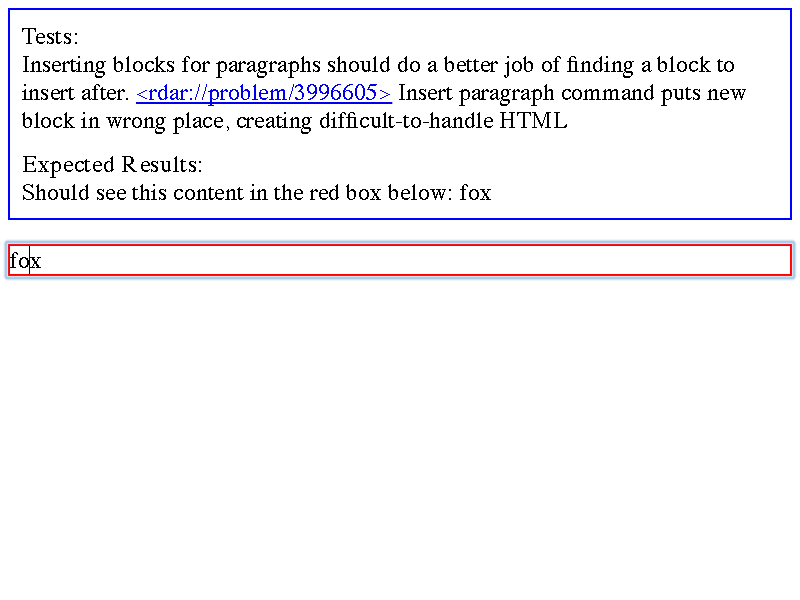 Tests:
Inserting blocks for paragraphs should do a better job of finding a block to
insert after. <rdar://problem/3996605> Insert paragraph command puts new
block in wrong place, creating difficult-to-handle HTML
Expected Results:
Should see this content in the red box below: fox
fox